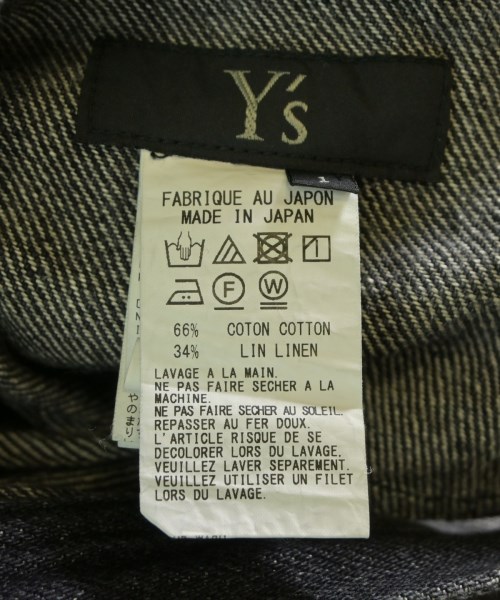 Y's
1
FABRIQUE AU JAPON
MADE IN JAPAN
F W
66% COTON COTTON
34% LIN LINEN
LAVAGE A LA MAIN.
NE PAS FAIRE SECHER A LA
MACHINE.
NE PAS FAIRE SECHER AU SOLEIL.
REPASSER AU FER DOUX.
L'ARTICLE RISQUE DE SE
DECOLORER LORS DU LAVAGE.
VEUILLEZ LAVER SEPAREMENT.
VEUILLEZ UTILISER UN FILET
LORS DU LAVAGE.